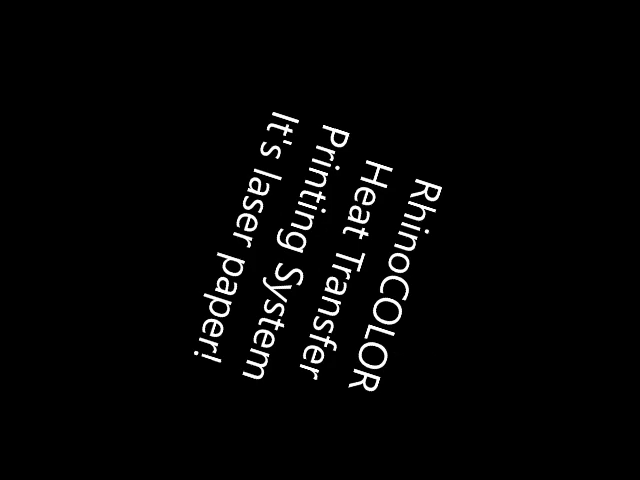 RhinoCOLOR
Heat Transfer
Printing System
It's laser paper!